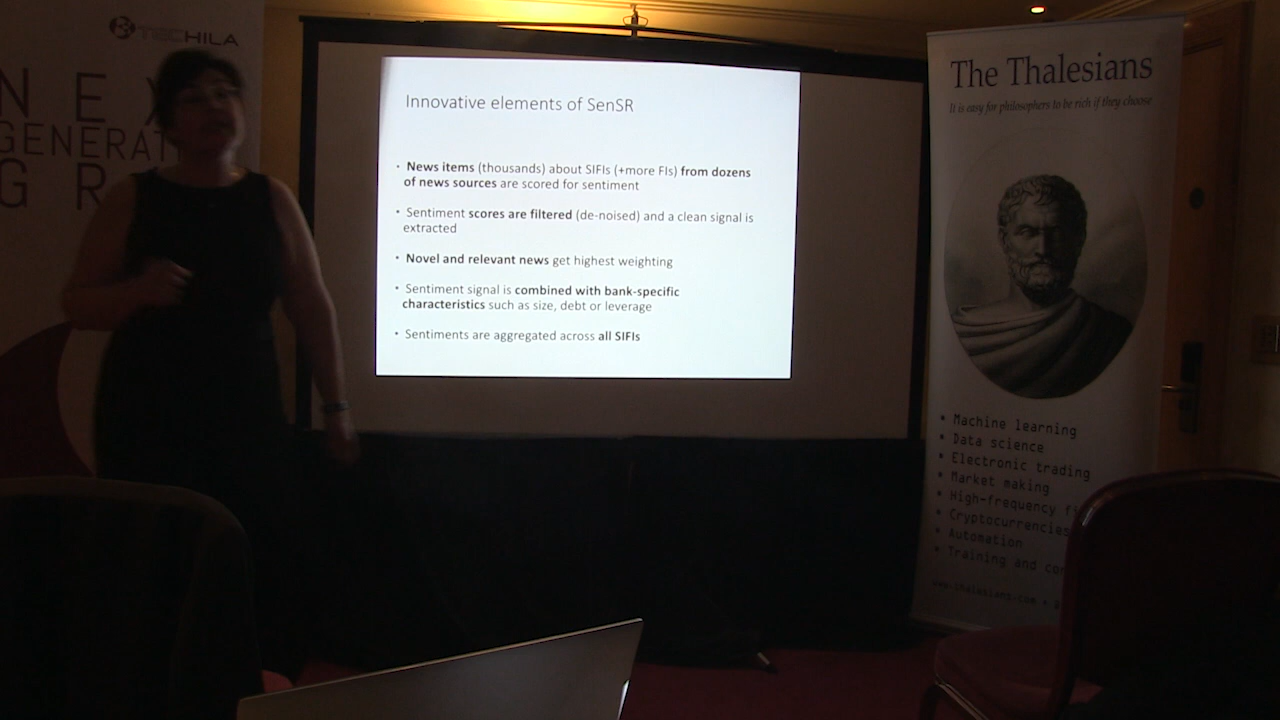 TECHILA
NEX
GENERAT
G R
Innovative elements of SenSR
• News items (thousands) about SIFIs (+more FIs) from dozens
of news sources are scored for sentiment
• Sentiment scores are filtered (de-noised) and a clean signal is
extracted
• Novel and relevant news get highest weighting
• Sentiment signal is combined with bank-specific
characteristics such as size, debt or leverage
• Sentiments are aggregated across all SIFIs
The Thalesians
It is easy for philosophers to be rich if they choose
• Machine learning
• Data science
• Electronic trading
• Market making
• High-frequency fi
• Cryptocurrencies
• Automation
• Training and con
www.thalesians.com •